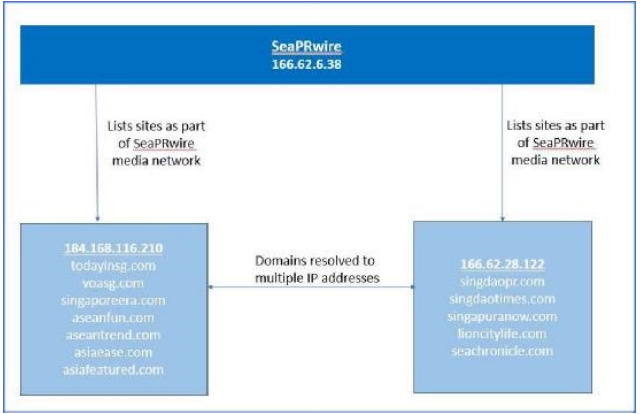 SeaPRwire
166.62.6.38
Lists sites as part
of SeaPRwire
media network
Lists sites as part
of SeaPRwire
media network
184.168.116.210
todayinsg.com
voasg.com
singaporeera.com
aseanfun.com
aseantrend.com
asiaease.com
asiafeatured.com
Domains resolved to
multiple IP addresses
166.62.28.122
singdaopr.com
singdaotimes.com
singapuranow.com
lioncitylife.com
seachronicle.com